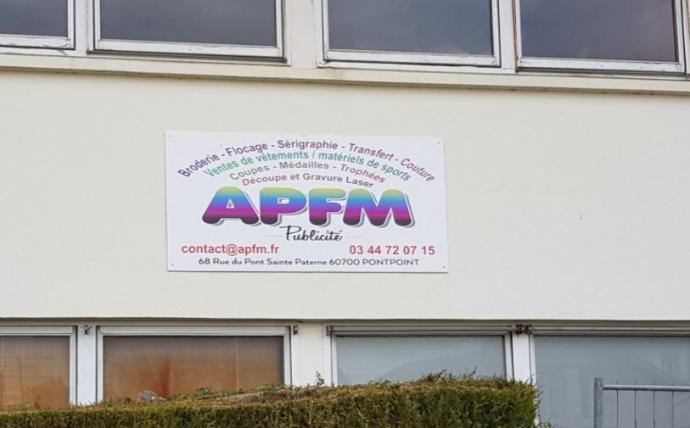 Broderie - Flocage - Sérigraphie - Transfert - Couture
Ventes de vètements / matériels de sports
Coupes - Médailles - Trophées
Découpe et Gravure Laser
APFM
Publicité
contact@apfm.fr 03 44 72 07 15
68 Rue du Pont Sainte Paterne 60700 PONTPOINT